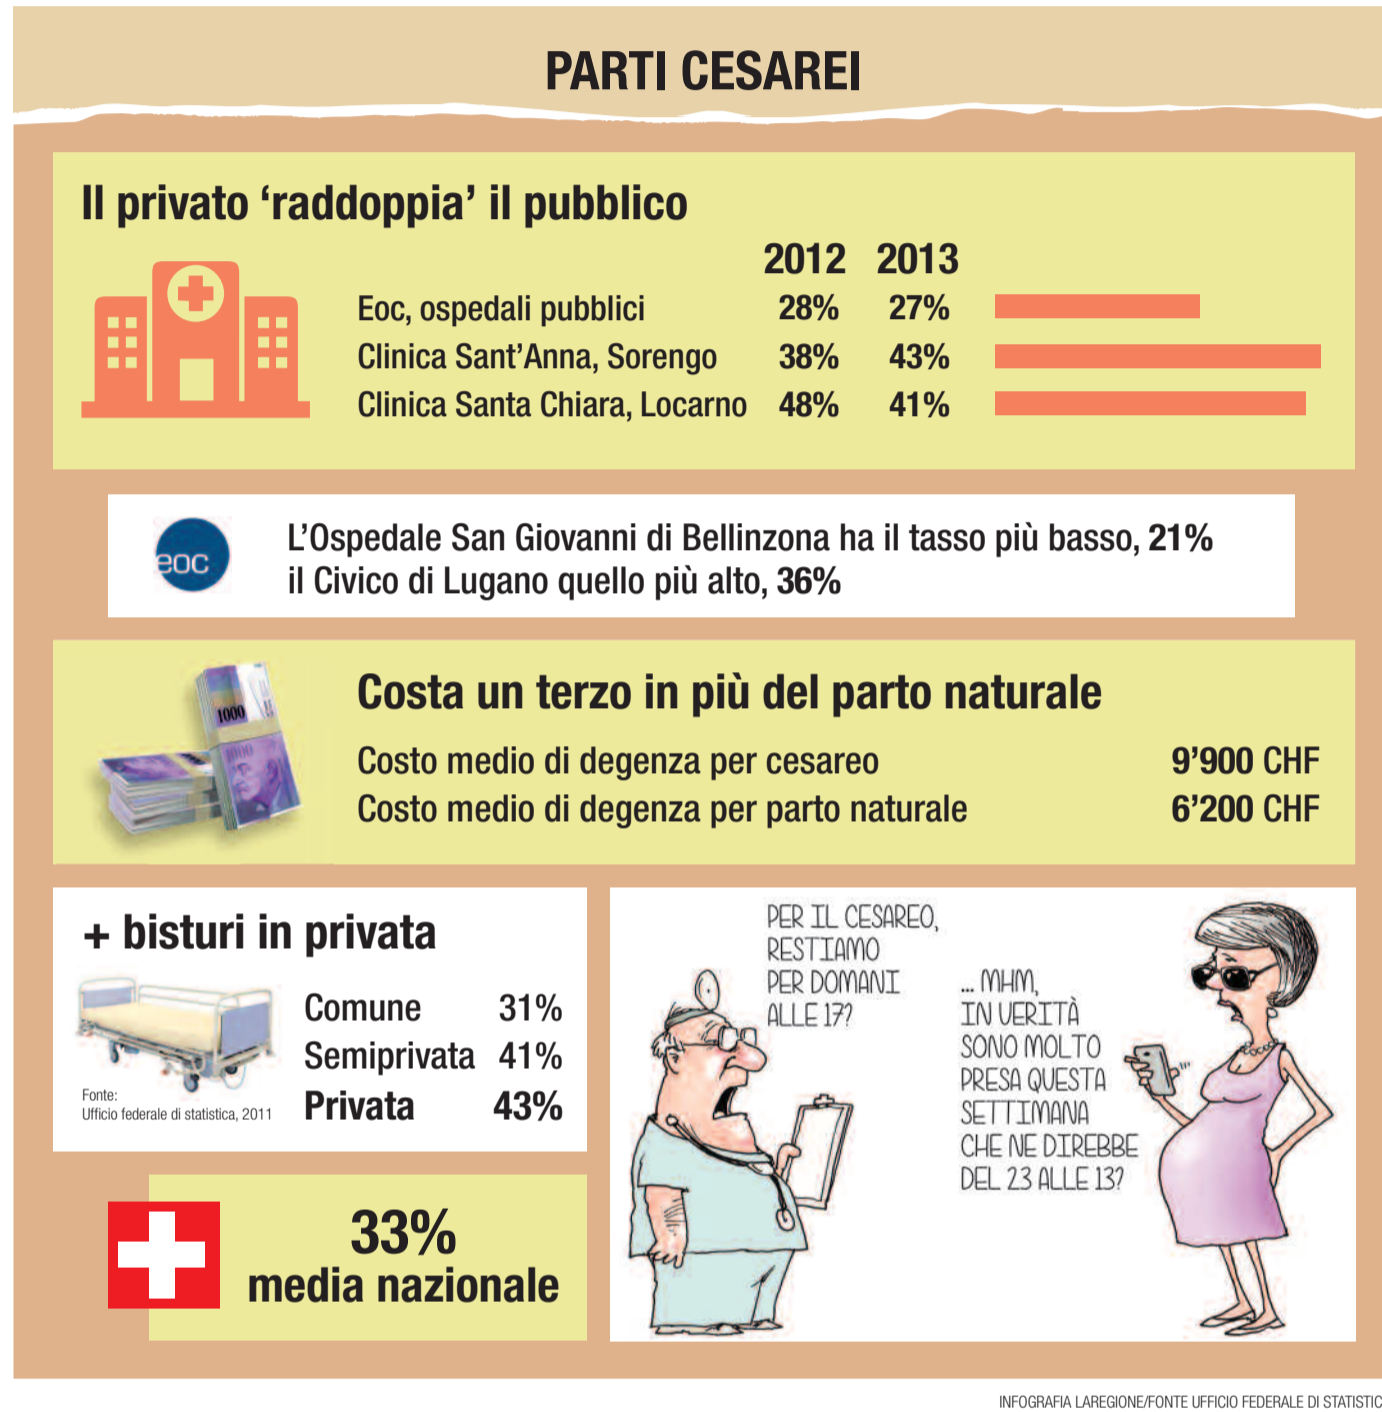 PARTI CESAREI
Il privato ‘raddoppia’ il pubblico
2012 2013
Eoc, ospedali pubblici 28% 27%
Clinica Sant’Anna, Sorengo 38% 43%
Clinica Santa Chiara, Locarno 48% 41%
eoc
L’Ospedale San Giovanni di Bellinzona ha il tasso più basso, 21%
il Civico di Lugano quello più alto, 36%
1000
1000
Costa un terzo in più del parto naturale
Costo medio di degenza per cesareo 9’900 CHF
Costo medio di degenza per parto naturale 6’200 CHF
+ bisturi in privata
Comune 31%
Semiprivata 41%
Privata 43%
Fonte:
Ufficio federale di statistica, 2011
33%
media nazionale
PER IL CESAREO,
RESTIAMO
PER DOMANI
ALLE 17?
... MHM,
IN VERITÀ
SONO MOLTO
PRESA QUESTA
SETTIMANA
CHE NE DIREBBE
DEL 23 ALLE 13?
INFOGRAFIA LAREGIONE/FONTE UFFICIO FEDERALE DI STATISTIC